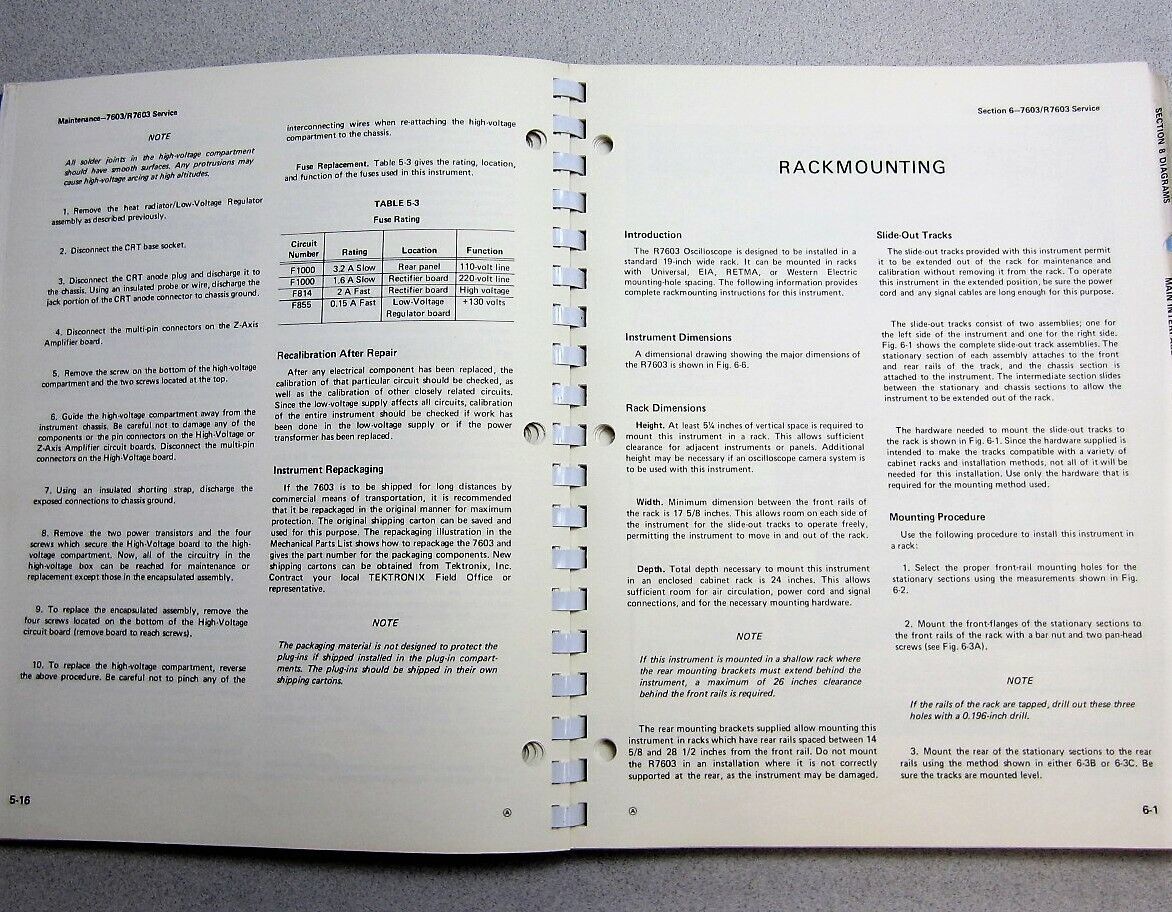 Maintenance—7603/R7603 Service
NOTE
All solder joints in the high-voltage compartment
should have smooth surfaces. Any protrusions may
cause high-voltage arcing at high altitudes.
1. Remove the heat radiator/Low-Voltage Regulator
assembly as described previously.
2. Disconnect the CRT base socket.
3. Disconnect the CRT anode plug and discharge it to
the chassis. Using an insulated probe or wire, discharge the
jack portion of the CRT anode connector to chassis ground.
4. Disconnect the multi-pin connectors on the Z-Axis
Amplifier board.
5. Remove the screw on the bottom of the high-voltage
compartment and the two screws located at the top.
6. Guide the high-voltage compartment away from the
instrument chassis. Be careful not to damage any of the
components or the pin connectors on the High-Voltage or
Z-Axis Amplifier circuit boards. Disconnect the multi-pin
connectors on the High-Voltage board.
7. Using an insulated shorting strap, discharge the
exposed connections to chassis ground.
8. Remove the two power transistors and the four
screws which secure the High-Voltage board to the high-
voltage compartment. Now, all of the circuitry in the
high-voltage box can be reached for maintenance or
replacement except those in the encapsulated assembly.
9. To replace the encapsulated assembly, remove the
four screws located on the bottom of the High-Voltage
circuit board (remove board to reach screws).
10. To replace the high-voltage compartment, reverse
the above procedure. Be careful not to pinch any of the
5-16
interconnecting wires when re-attaching the high-voltage
compartment to the chassis.
Fuse Replacement. Table 5-3 gives the rating, location,
and function of the fuses used in this instrument.
TABLE 5-3
Fuse Rating
Circuit Number Rating Location Function
F1000 3.2 A Slow Rear panel 110-volt line
F1000 1.6 A Slow Rectifier board 220-volt line
F814 2 A Fast Rectifier board High voltage
F855 0.15 A Fast Low-Voltage +130 volts
Regulator board
Recalibration After Repair
After any electrical component has been replaced, the
calibration of that particular circuit should be checked, as
well as the calibration of other closely related circuits.
Since the low-voltage supply affects all circuits, calibration
of the entire instrument should be checked if work has
been done in the low-voltage supply or if the power
transformer has been replaced.
Instrument Repackaging
If the 7603 is to be shipped for long distances by
commercial means of transportation, it is recommended
that it be repackaged in the original manner for maximum
protection. The original shipping carton can be saved and
used for this purpose. The repackaging illustration in the
Mechanical Parts List shows how to repackage the 7603 and
gives the part number for the packaging components. New
shipping cartons can be obtained from Tektronix, Inc.
Contract your local TEKTRONIX Field Office or
representative.
NOTE
The packaging material is not designed to protect the
plug-ins if shipped installed in the plug-in compart-
ments. The plug-ins should be shipped in their own
shipping cartons.
Ⓐ
Section 6—7603/R7603 Service
RACKMOUNTING
Introduction
The R7603 Oscilloscope is designed to be installed in a
standard 19-inch wide rack. It can be mounted in racks
with Universal, EIA, RETMA, or Western Electric
mounting-hole spacing. The following information provides
complete rackmounting instructions for this instrument.
Instrument Dimensions
A dimensional drawing showing the major dimensions of
the R7603 is shown in Fig. 6-6.
Rack Dimensions
Height. At least 5¼ inches of vertical space is required to
mount this instrument in a rack. This allows sufficient
clearance for adjacent instruments or panels. Additional
height may be necessary if an oscilloscope camera system is
to be used with this instrument.
Width. Minimum dimension between the front rails of
the rack is 17 5/8 inches. This allows room on each side of
the instrument for the slide-out tracks to operate freely,
permitting the instrument to move in and out of the rack.
Depth. Total depth necessary to mount this instrument
in an enclosed cabinet rack is 24 inches. This allows
sufficient room for air circulation, power cord and signal
connections, and for the necessary mounting hardware.
NOTE
If this instrument is mounted in a shallow rack where
the rear mounting brackets must extend behind the
instrument, a maximum of 26 inches clearance
behind the front rails is required.
The rear mounting brackets supplied allow mounting this
instrument in racks which have rear rails spaced between 14
5/8 and 28 1/2 inches from the front rail. Do not mount
the R7603 in an installation where it is not correctly
supported at the rear, as the instrument may be damaged.
Ⓐ
Slide-Out Tracks
The slide-out tracks provided with this instrument permit
it to be extended out of the rack for maintenance and
calibration without removing it from the rack. To operate
this instrument in the extended position, be sure the power
cord and any signal cables are long enough for this purpose.
The slide-out tracks consist of two assemblies; one for
the left side of the instrument and one for the right side.
Fig. 6-1 shows the complete slide-out track assemblies. The
stationary section of each assembly attaches to the front
and rear rails of the track, and the chassis section is
attached to the instrument. The intermediate section slides
between the stationary and chassis sections to allow the
instrument to be extended out of the rack.
The hardware needed to mount the slide-out tracks to
the rack is shown in Fig. 6-1. Since the hardware supplied is
intended to make the tracks compatible with a variety of
cabinet racks and installation methods, not all of it will be
needed for this installation. Use only the hardware that is
required for the mounting method used.
Mounting Procedure
Use the following procedure to install this instrument in
a rack:
1. Select the proper front-rail mounting holes for the
stationary sections using the measurements shown in Fig.
6-2.
2. Mount the front-flanges of the stationary sections to
the front rails of the rack with a bar nut and two pan-head
screws (see Fig. 6-3A).
NOTE
If the rails of the rack are tapped, drill out these three
holes with a 0.196-inch drill.
3. Mount the rear of the stationary sections to the rear
rails using the method shown in either 6-3B or 6-3C. Be
sure the tracks are mounted level.
6-1
SECTION 8 DIAGRAMS